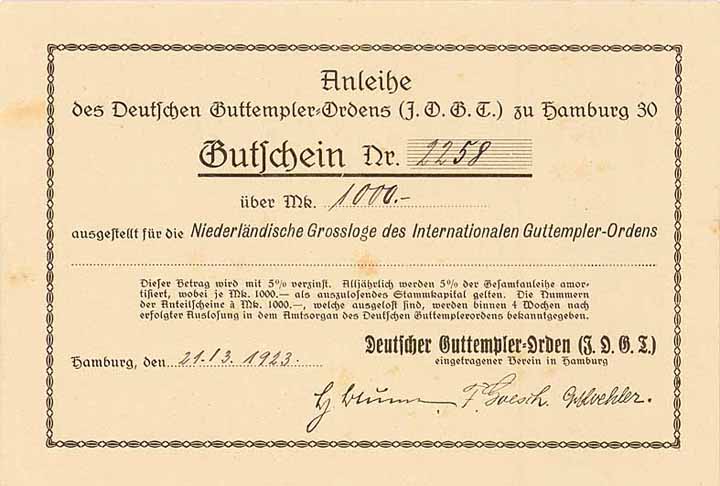 Anleihe
des Deutschen Guttempler=Ordens (I. O. G. T.) zu Hamburg 30
Gutschein Nr. 2258
über Mk. 1000.-
ausgestellt für die Niederländische Grossloge des Internationalen Guttempler-Ordens
Dieser Betrag wird mit 5% verzinst. Alljährlich werden 5% der Gesamtanleihe amor-
tisiert, wobei je Mk. 1000.— als auszulosendes Stammkapital gelten. Die Nummern
der Anteilscheine à Mk. 1000.—, welche ausgelost sind, werden binnen 4 Wochen nach
erfolgter Auslosung in dem Amtsorgan des Deutschen Guttemplerordens bekanntgegeben.
Deutscher Guttempler-Orden (I. O. G. T.)
eingetragener Verein in Hamburg
Hamburg, den 21./3. 1923.
Blume. F. Goesch. Koehler.